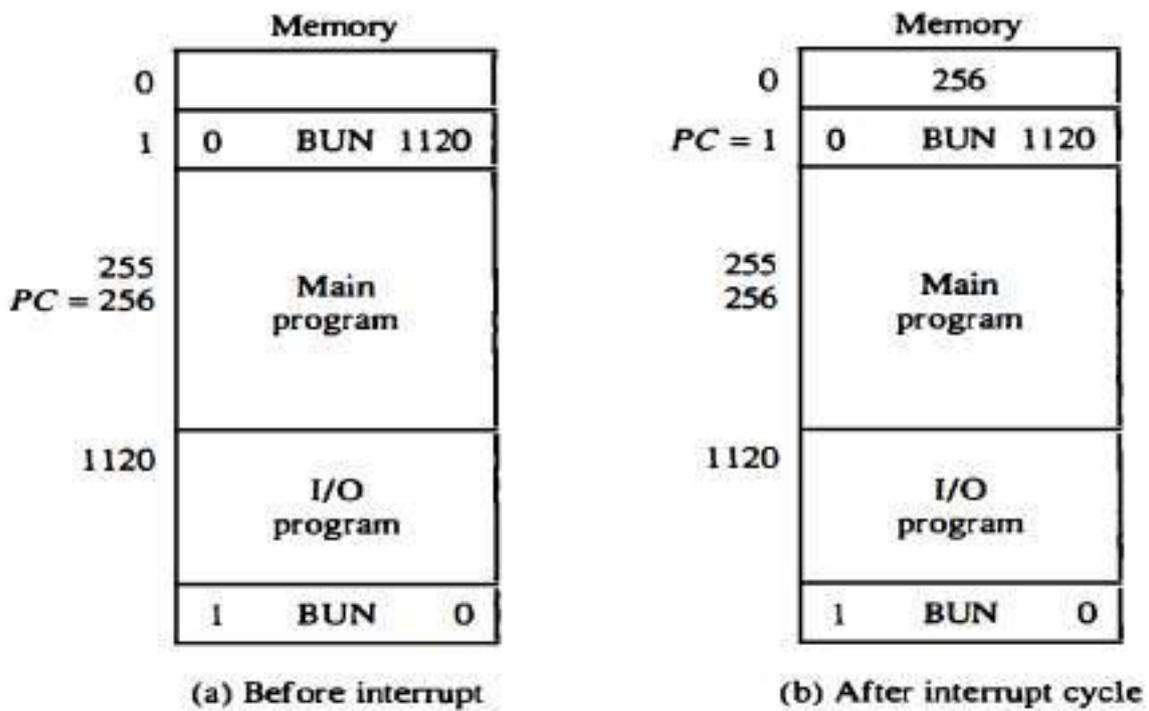 Memory
0
1 0 BUN 1120
255
PC = 256
Main
program
1120
I/O
program
1 BUN 0
(a) Before interrupt
Memory
0 256
PC = 1 0 BUN 1120
255
256
Main
program
1120
I/O
program
1 BUN 0
(b) After interrupt cycle